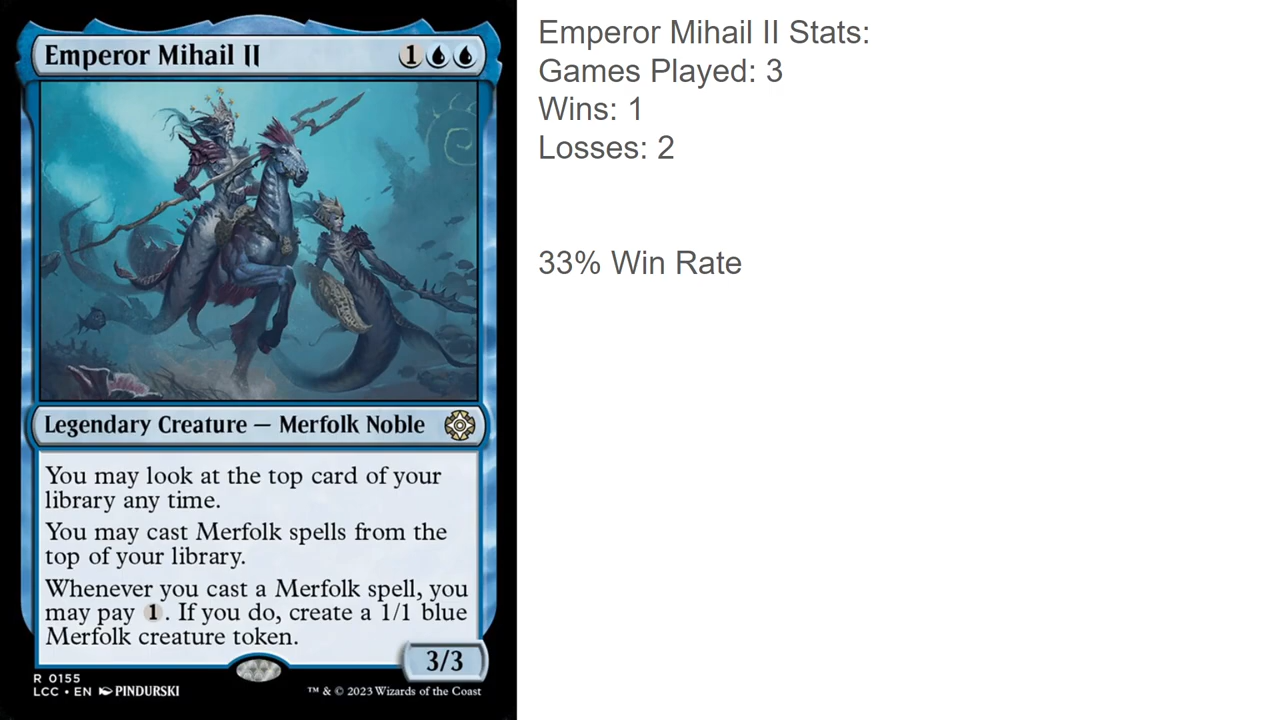 Emperor Mihail II
1
Legendary Creature — Merfolk Noble
You may look at the top card of your
library any time.
You may cast Merfolk spells from the
top of your library.
Whenever you cast a Merfolk spell, you
may pay 1. If you do, create a 1/1 blue
Merfolk creature token.
3/3
R 0155
LCC • EN PINDURSKI
™ & © 2023 Wizards of the Coast
Emperor Mihail II Stats:
Games Played: 3
Wins: 1
Losses: 2
33% Win Rate